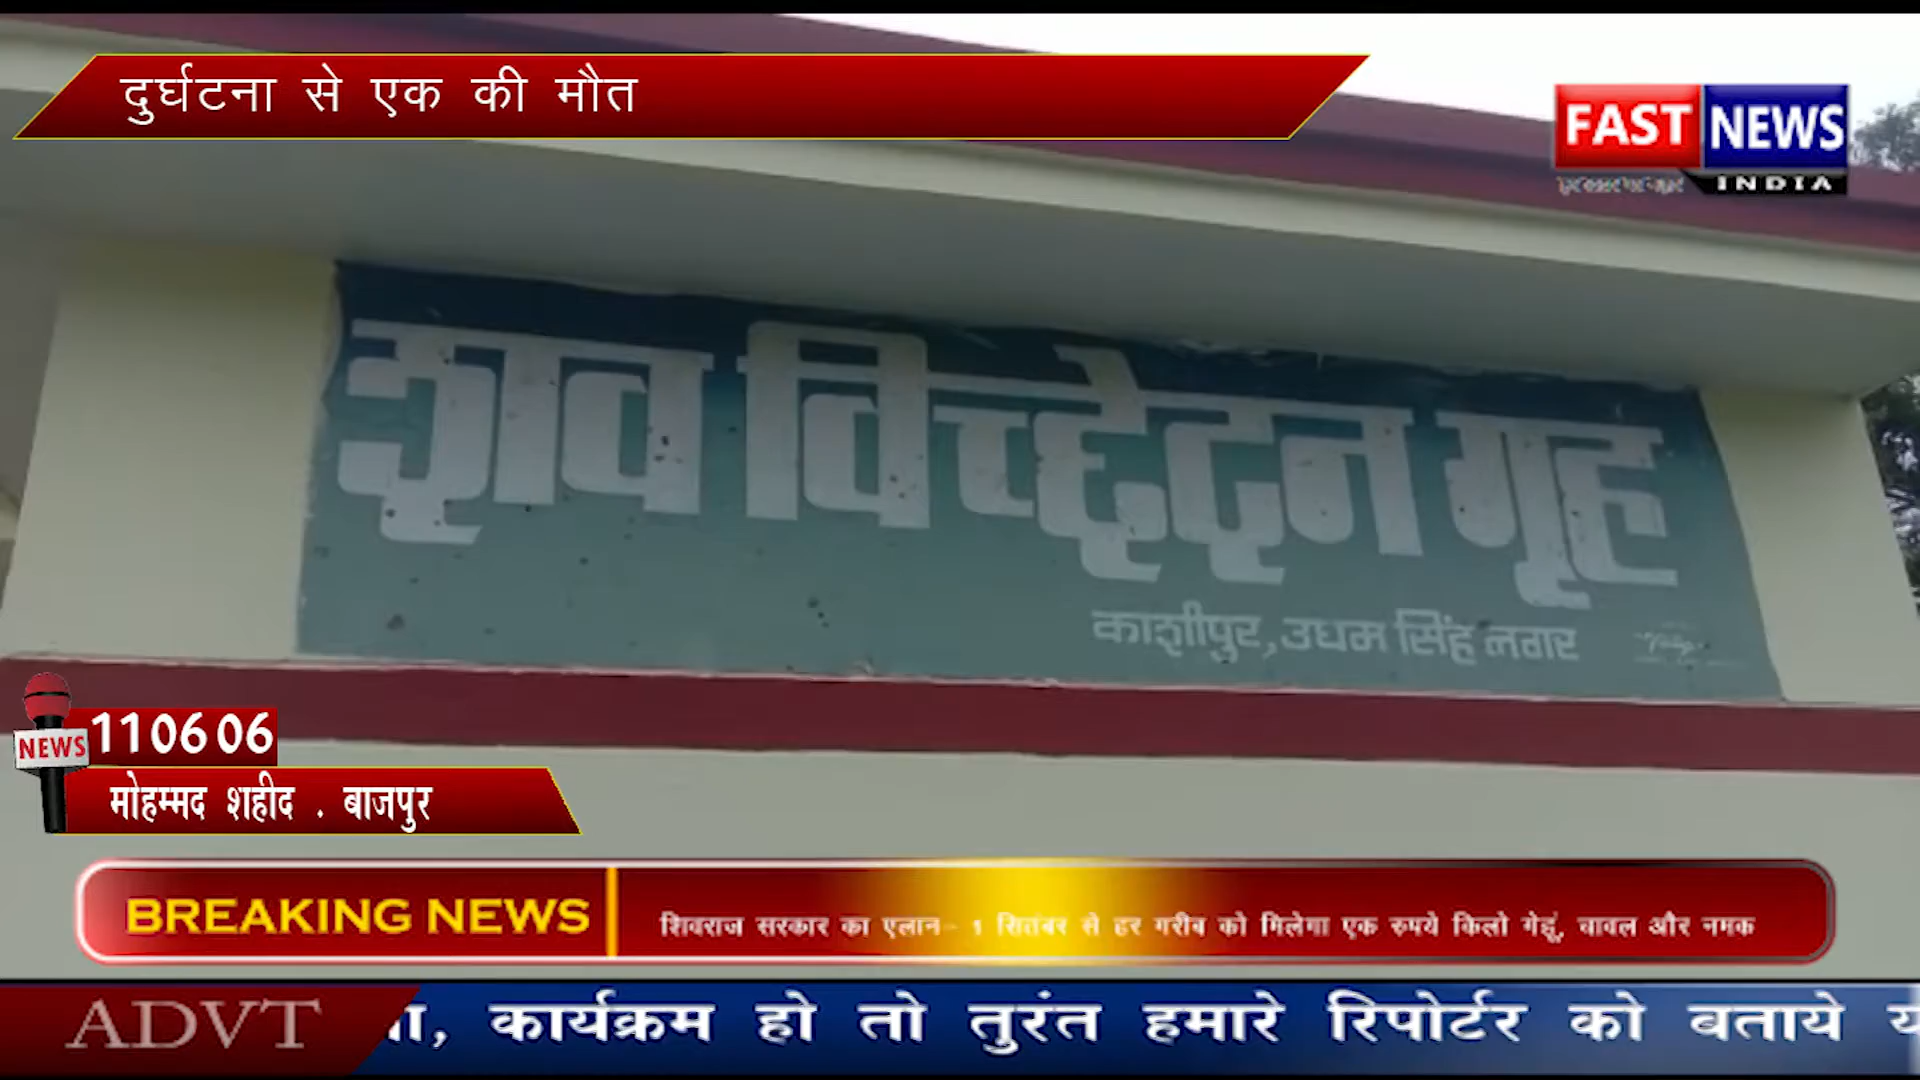 दुर्घटना से एक की मौत
FAST NEWS
INDIA
शव विच्छेदन गृह
काशीपुर,उधम सिंह नगर
110606
NEWS
मोहम्मद शहीद . बाजपुर
BREAKING NEWS
शिवराज सरकार का एलान- 1 सितंबर से हर गरीब को मिलेगा एक रुपये किलो गेहूं, चावल और नमक
ADVT
कार्यक्रम हो तो तुरंत हमारे रिपोर्टर को बताये